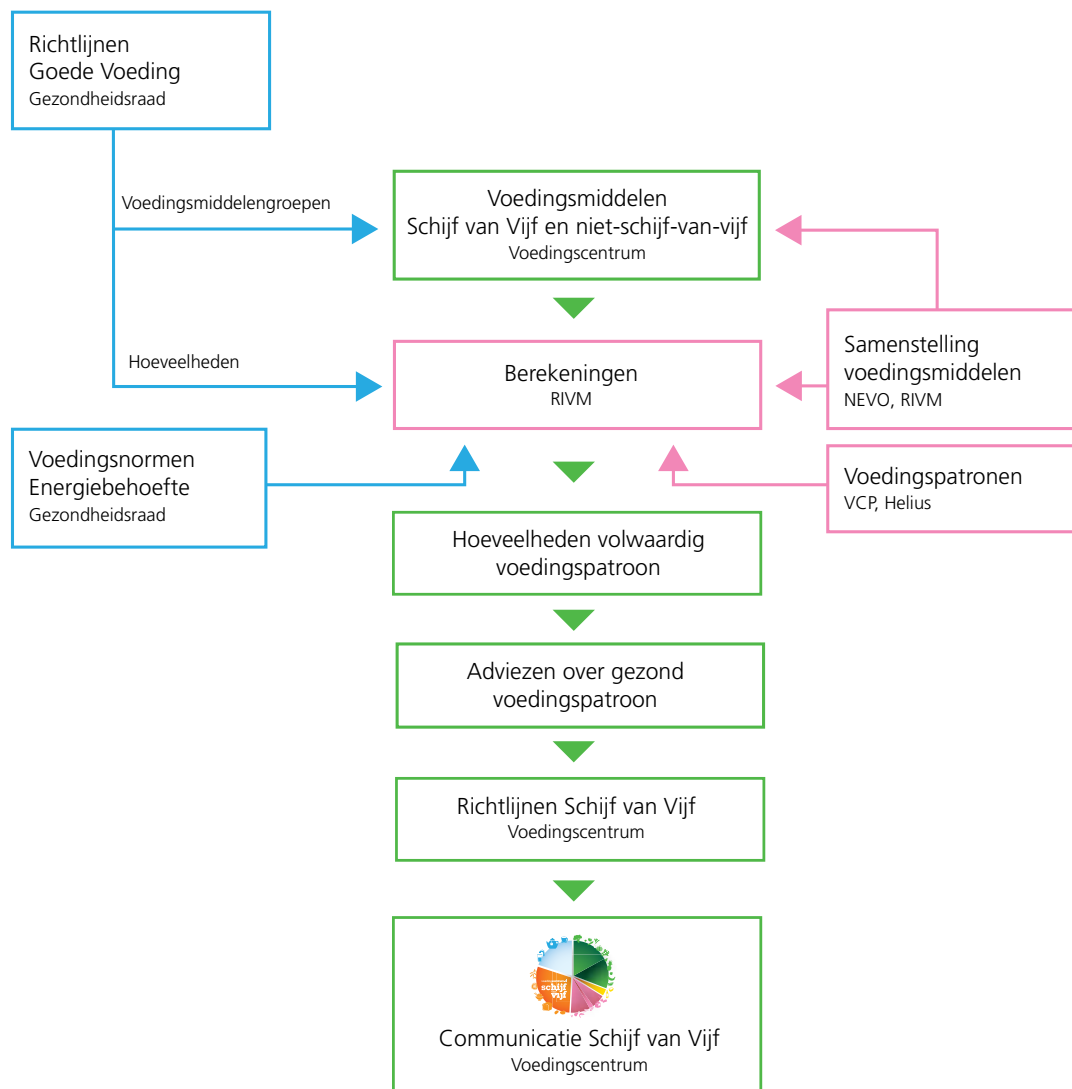 Richtlijnen
Goede Voeding
Gezondheidsraad
Voedingsmiddelengroepen
Voedingsmiddelen
Schijf van Vijf en niet-schijf-van-vijf
Voedingscentrum
Hoeveelheden
Berekeningen
RIVM
Samenstelling
voedingsmiddelen
NEVO, RIVM
Voedingsnormen
Energiebehoefte
Gezondheidsraad
Voedingspatronen
VCP, Helius
Hoeveelheden volwaardig
voedingspatroon
Adviezen over gezond
voedingspatroon
Richtlijnen Schijf van Vijf
Voedingscentrum
schijf
vijf
Communicatie Schijf van Vijf
Voedingscentrum